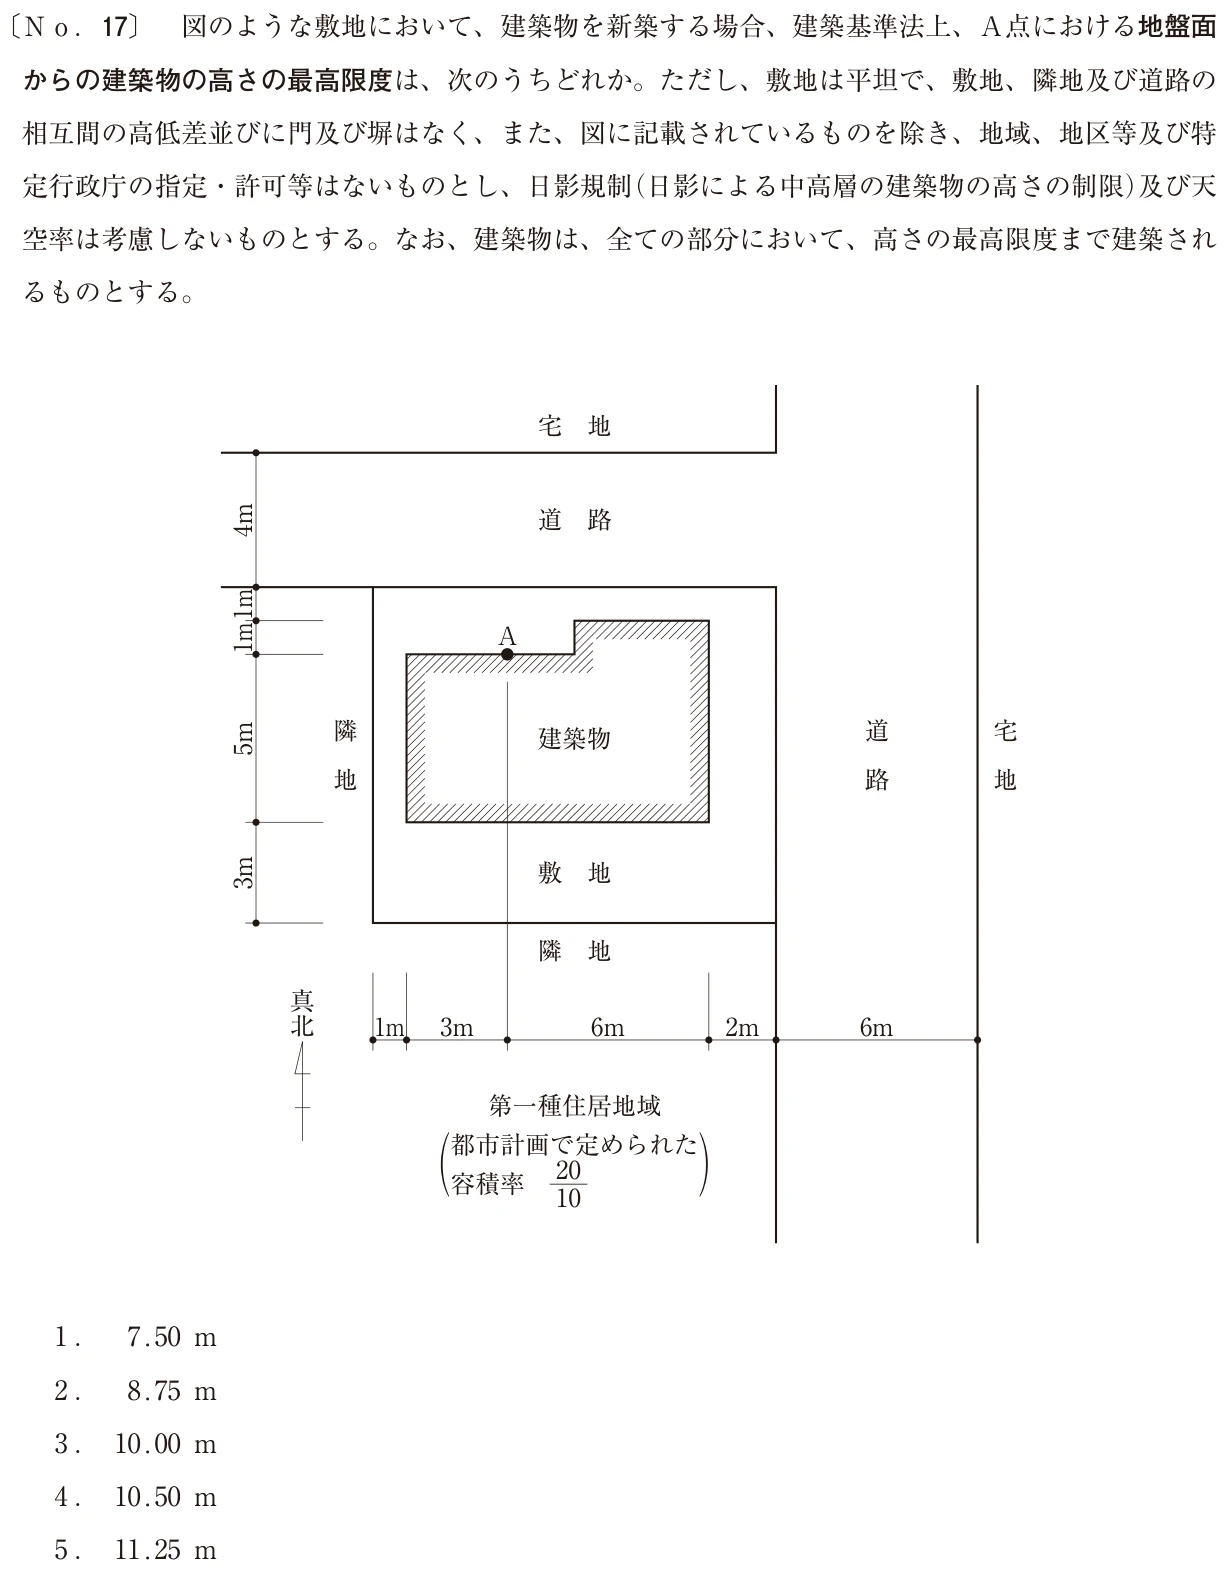 〔No. 17〕　図のような敷地において、建築物を新築する場合、建築基準法上、A点における地盤面
からの建築物の高さの最高限度は、次のうちどれか。ただし、敷地は平坦で、敷地、隣地及び道路の
相互間の高低差並びに門及び塀はなく、また、図に記載されているものを除き、地域、地区等及び特
定行政庁の指定・許可等はないものとし、日影規制(日影による中高層の建築物の高さの制限)及び天
空率は考慮しないものとする。なお、建築物は、全ての部分において、高さの最高限度まで建築され
るものとする。
宅　地
4m
道　路
1m
1m
A
5m
隣地
建築物
道路
宅地
3m
敷　地
隣　地
真北
1m 3m 6m 2m 6m
第一種住居地域
(都市計画で定められた
容積率 20/10)
1. 7.50 m
2. 8.75 m
3. 10.00 m
4. 10.50 m
5. 11.25 m